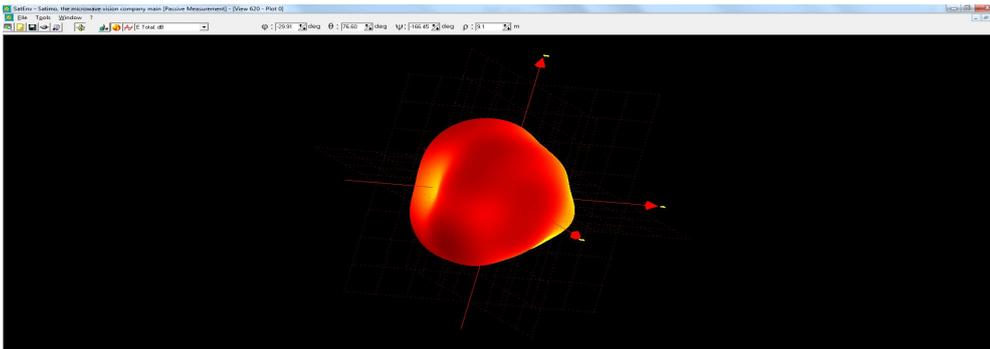 SatEnv - Satimo, the microwave vision company main [Passive Measurement] - [View 620 - Plot 0]
File Tools Window ?
E Total dB φ : -29.91 deg θ : 76.60 deg ψ : -166.45 deg ρ : 9.1 m